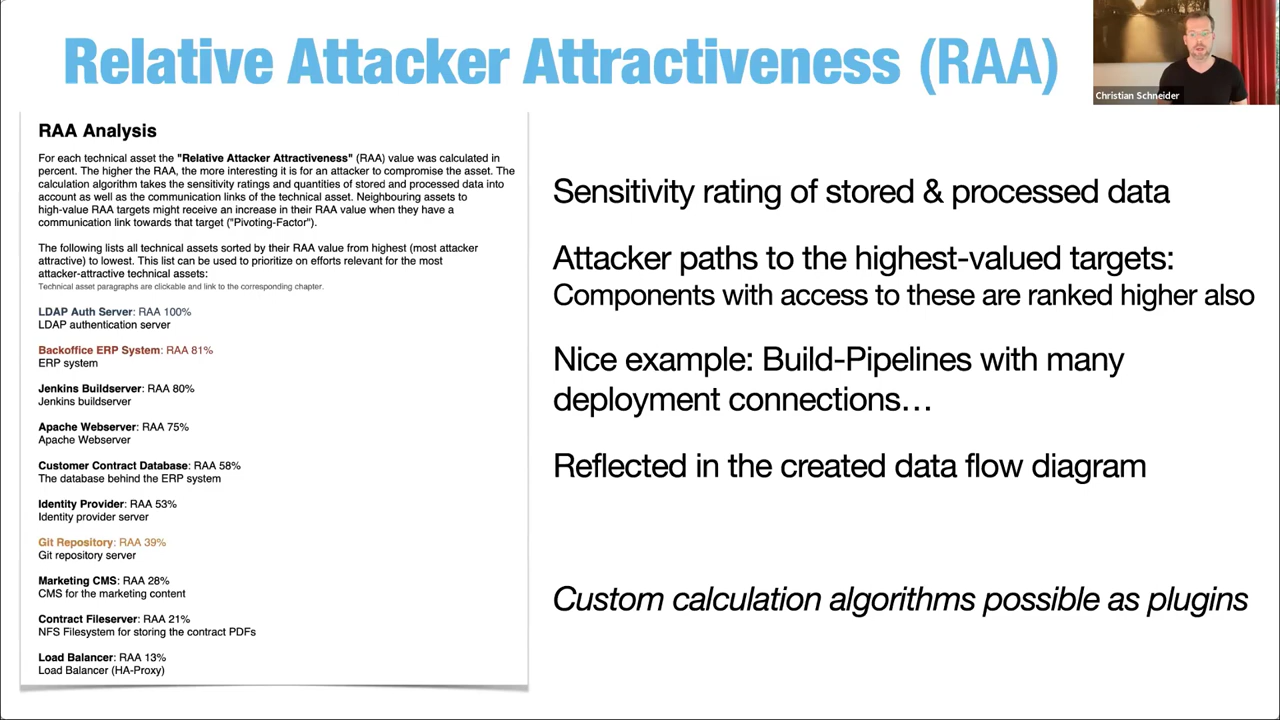 Relative Attacker Attractiveness (RAA)
Christian Schneider
RAA Analysis
For each technical asset the "Relative Attacker Attractiveness" (RAA) value was calculated in
percent. The higher the RAA, the more interesting it is for an attacker to compromise the asset. The
calculation algorithm takes the sensitivity ratings and quantities of stored and processed data into
account as well as the communication links of the technical asset. Neighbouring assets to
high-value RAA targets might receive an increase in their RAA value when they have a
communication link towards that target ("Pivoting-Factor").
The following lists all technical assets sorted by their RAA value from highest (most attacker
attractive) to lowest. This list can be used to prioritize on efforts relevant for the most
attacker-attractive technical assets:
Technical asset paragraphs are clickable and link to the corresponding chapter.
LDAP Auth Server: RAA 100%
LDAP authentication server
Backoffice ERP System: RAA 81%
ERP system
Jenkins Buildserver: RAA 80%
Jenkins buildserver
Apache Webserver: RAA 75%
Apache Webserver
Customer Contract Database: RAA 58%
The database behind the ERP system
Identity Provider: RAA 53%
Identity provider server
Git Repository: RAA 39%
Git repository server
Marketing CMS: RAA 28%
CMS for the marketing content
Contract Fileserver: RAA 21%
NFS Filesystem for storing the contract PDFs
Load Balancer: RAA 13%
Load Balancer (HA-Proxy)
Sensitivity rating of stored & processed data
Attacker paths to the highest-valued targets:
Components with access to these are ranked higher also
Nice example: Build-Pipelines with many
deployment connections…
Reflected in the created data flow diagram
Custom calculation algorithms possible as plugins